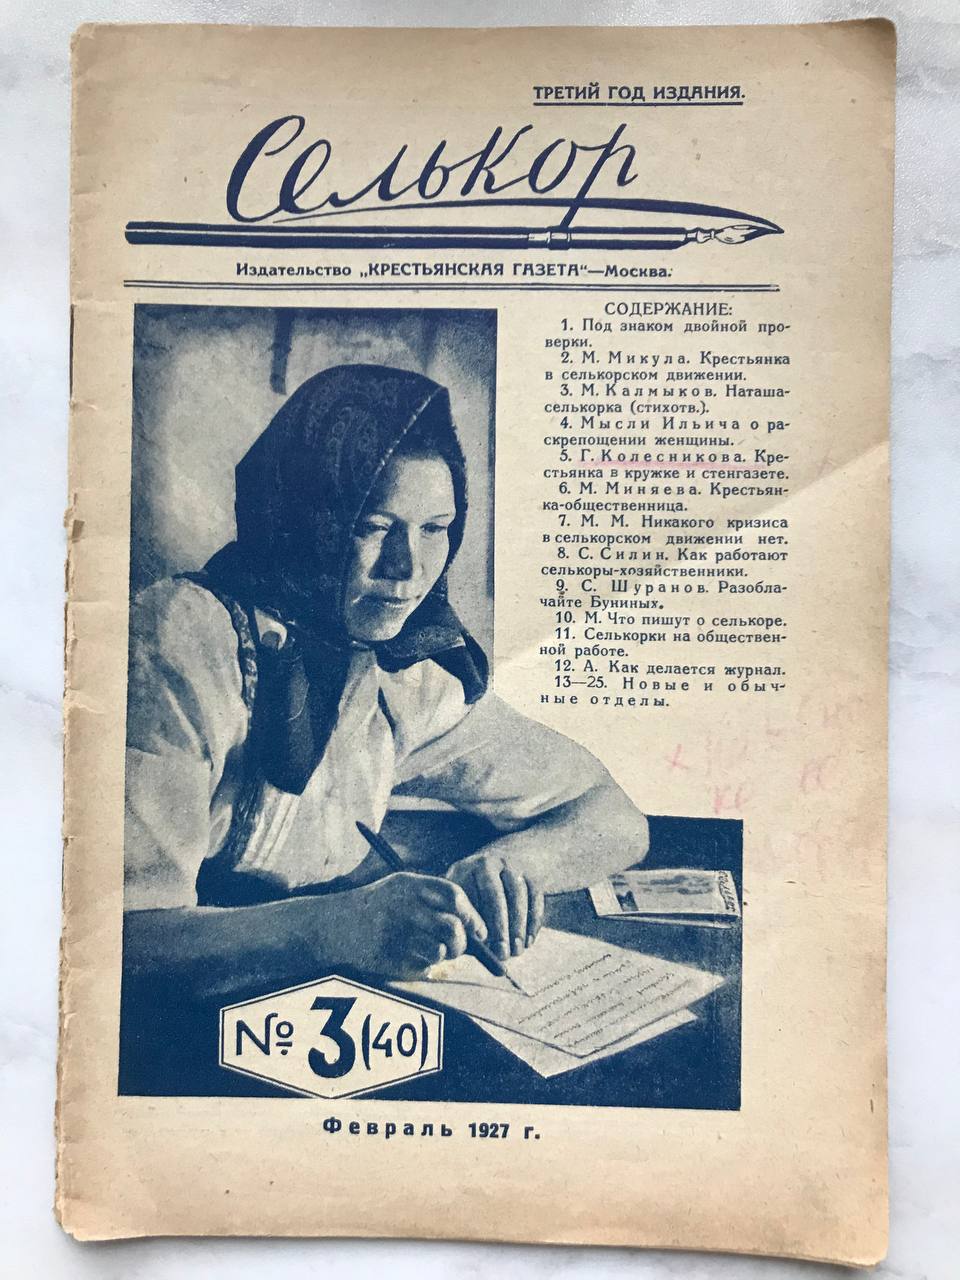 ТРЕТИЙ ГОД ИЗДАНИЯ.
Селькор
Издательство „КРЕСТЬЯНСКАЯ ГАЗЕТА“—Москва.
СОДЕРЖАНИЕ:
1. Под знаком двойной про-
верки.
2. М. Микула. Крестьянка
в селькорском движении.
3. М. Калмыков. Наташа-
селькорка (стихотв.).
4. Мысли Ильича о ра-
скрепощении женщины.
5. Г. Колесникова. Кре-
стьянка в кружке и стенгазете.
6. М. Миняева. Крестьян-
ка-общественница.
7. М. М. Никакого кризиса
в селькорском движении нет.
8. С. Силин. Как работают
селькоры-хозяйственники.
9. С. Шуранов. Разобла-
чайте Буниных.
10. М. Что пишут о селькоре.
11. Селькорки на обществен-
ной работе.
12. А. Как делается журнал.
13—25. Новые и обыч-
ные отделы.
№ 3 (40)
Февраль 1927 г.